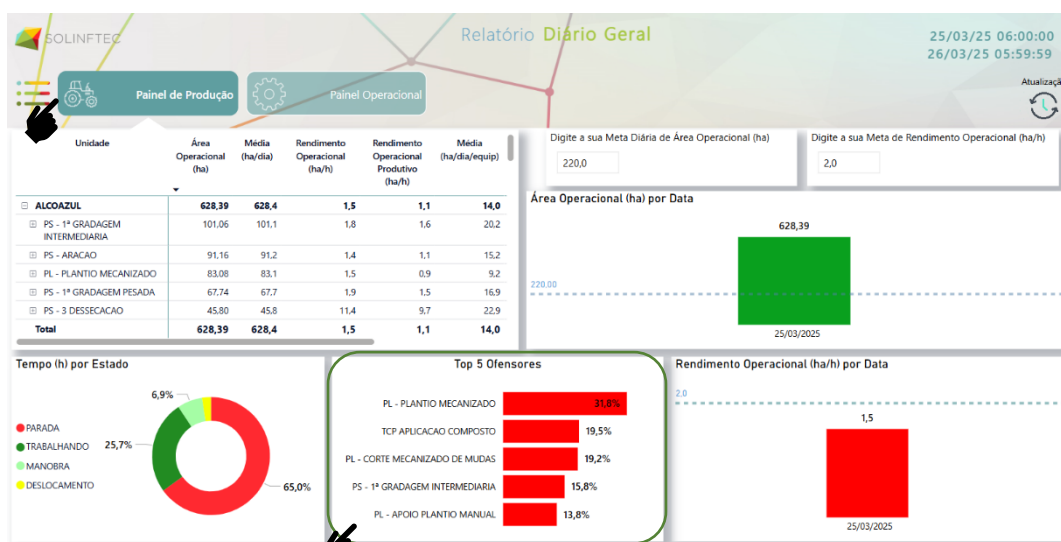 SOLINFTEC
Relatório Diário Geral
25/03/25 06:00:00
26/03/25 05:59:59
Painel de Produção
Painel Operacional
Unidade Área Operacional (ha) Média (ha/dia) Rendimento Operacional (ha/h) Rendimento Operacional Produtivo (ha/h) Média (ha/dia/equip)
ALCOAZUL 628,39 628,4 1,5 1,1 14,0
PS - 1ª GRADAGEM INTERMEDIARIA 101,06 101,1 1,8 1,6 20,2
PS - ARACAO 91,16 91,2 1,4 1,1 15,2
PL - PLANTIO MECANIZADO 83,08 83,1 1,5 0,9 9,2
PS - 1ª GRADAGEM PESADA 67,74 67,7 1,9 1,5 16,9
PS - 3 DESSECACAO 45,80 45,8 11,4 9,7 22,9
Total 628,39 628,4 1,5 1,1 14,0
Digite a sua Meta Diária de Área Operacional (ha)
220,0
Digite a sua Meta de Rendimento Operacional (ha/h)
2,0
Área Operacional (ha) por Data
628,39
220,00
25/03/2025
Tempo (h) por Estado
6,9%
PARADA
TRABALHANDO
MANOBRA
DESLOCAMENTO
25,7%
65,0%
Top 5 Ofensores
PL - PLANTIO MECANIZADO 31,8%
TCP APLICACAO COMPOSTO 19,5%
PL - CORTE MECANIZADO DE MUDAS 19,2%
PS - 1ª GRADAGEM INTERMEDIARIA 15,8%
PL - APOIO PLANTIO MANUAL 13,8%
Rendimento Operacional (ha/h) por Data
2,0
1,5
25/03/2025